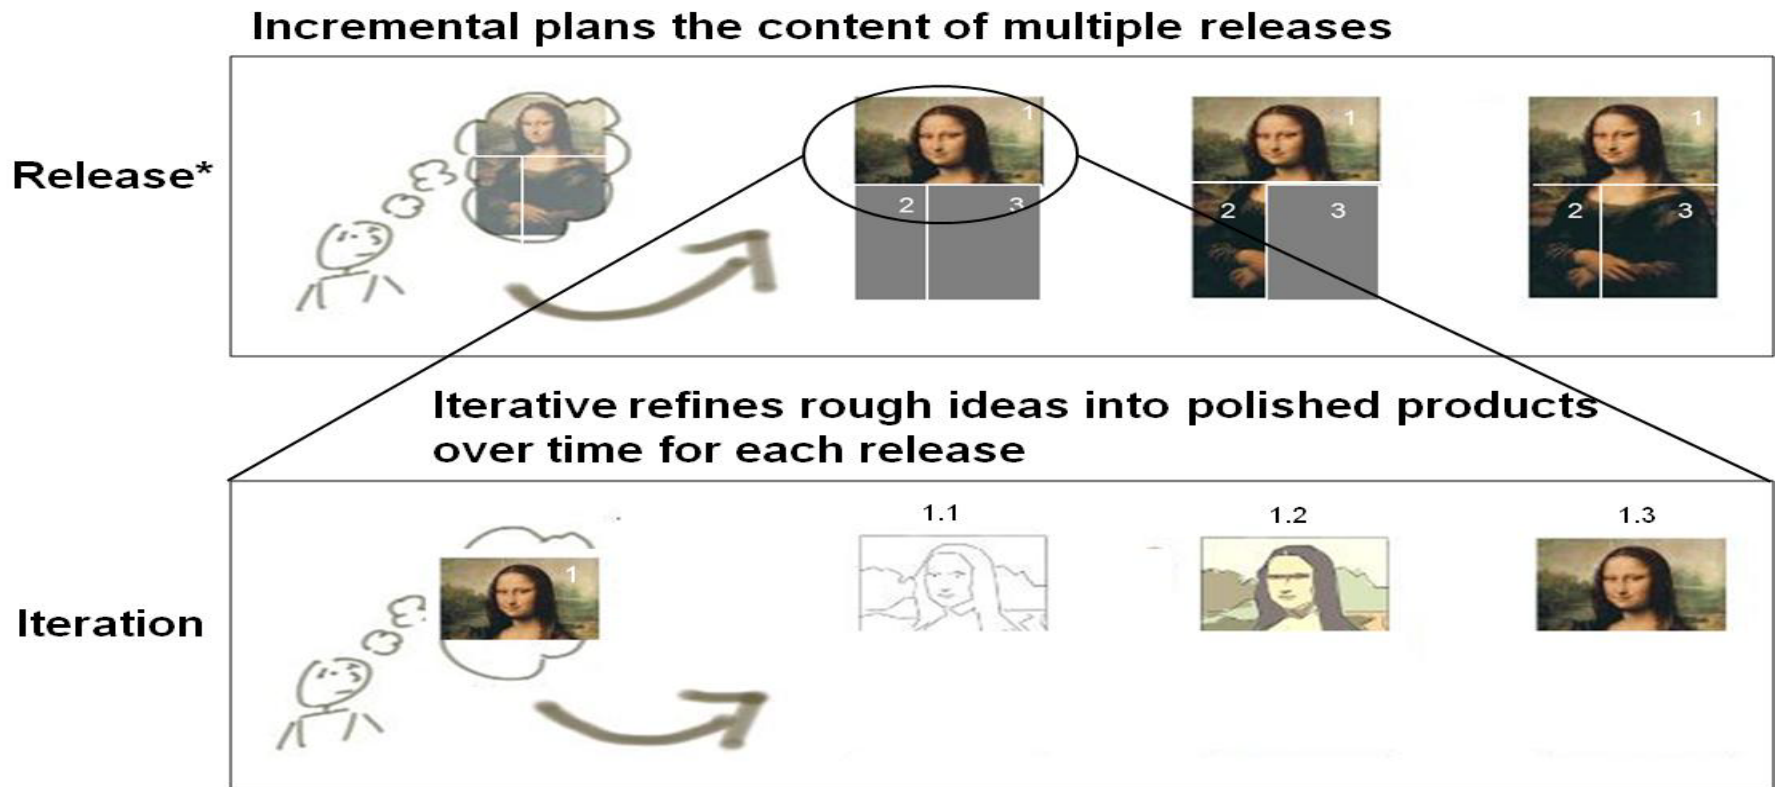 Incremental plans the content of multiple releases
Release*
1
2
3
1
2
3
1
2
3
Iterative refines rough ideas into polished products
over time for each release
Iteration
1
1.1
1.2
1.3